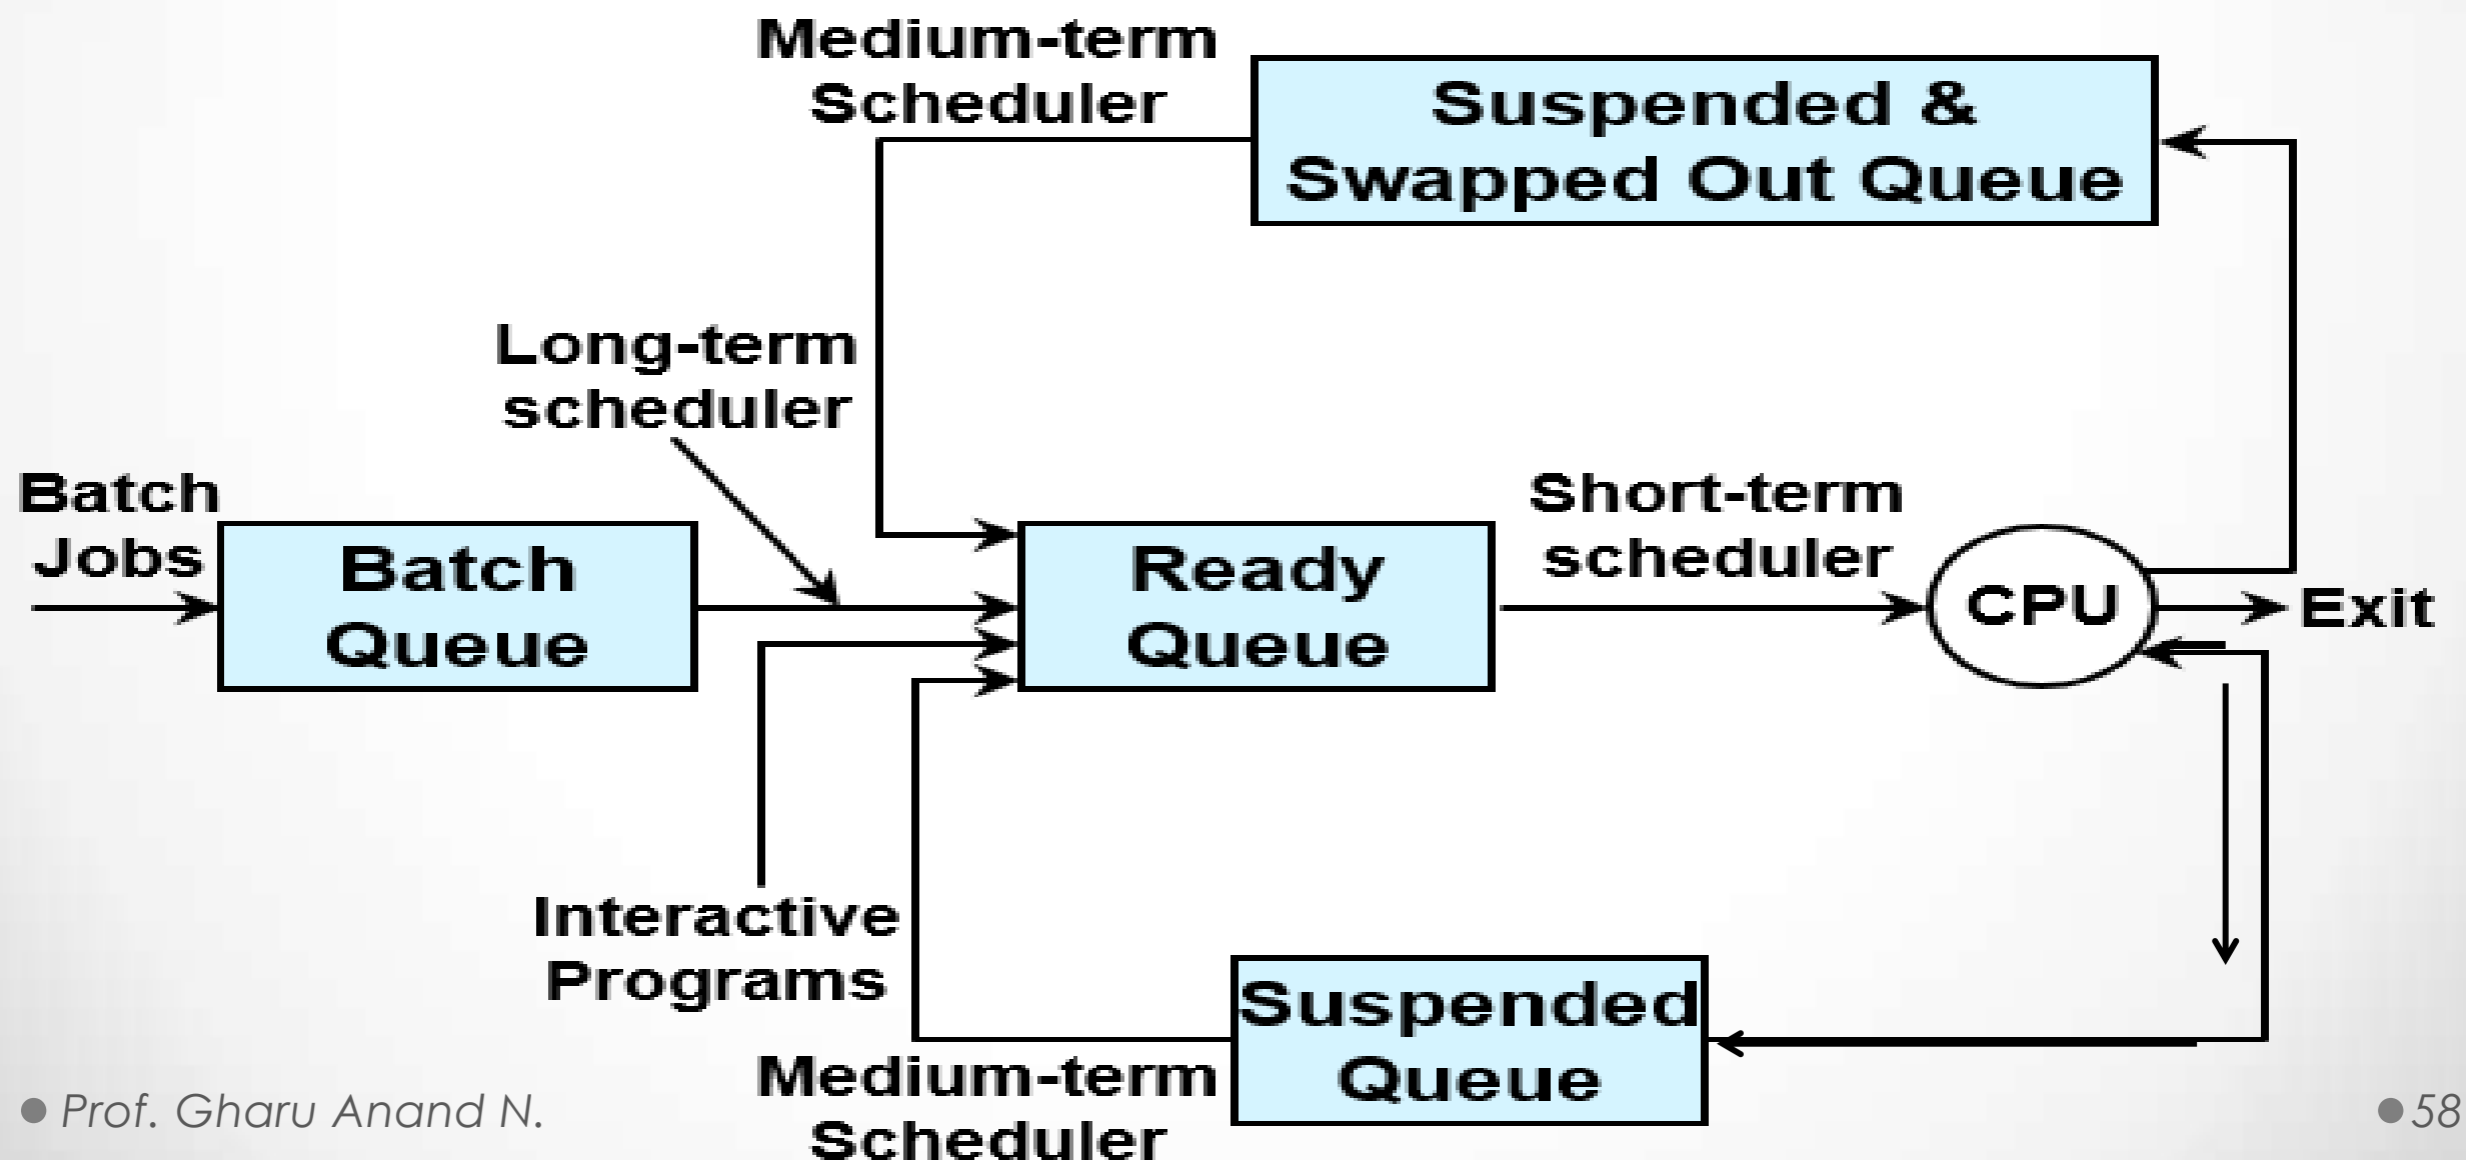 Medium-term
Scheduler
Suspended &
Swapped Out Queue
Long-term
scheduler
Batch
Jobs
Batch
Queue
Ready
Queue
Short-term
scheduler
CPU
Exit
Interactive
Programs
Suspended
Queue
Medium-term
Scheduler
Prof. Gharu Anand N.
58